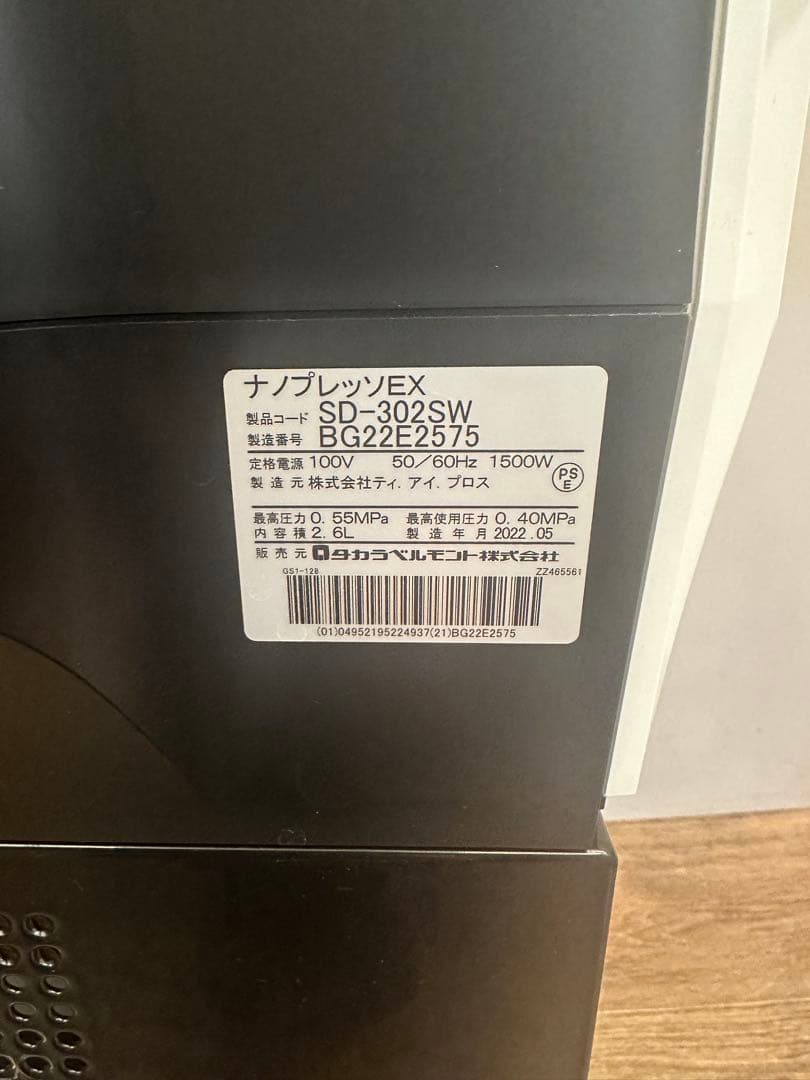 ナノプレッソEX
製品コード SD-302SW
製造番号 BG22E2575
定格電源 100V 50/60Hz 1500W
PS
E
製造元 株式会社ティ.アイ.プロス
最高圧力 0.55MPa 最高使用圧力 0.40MPa
内容積 2.6L 製造年月 2022.05
販売元 タカラベルモント株式会社
GS1-128 ZZ465561
(01)04952195224937(21)BG22E2575